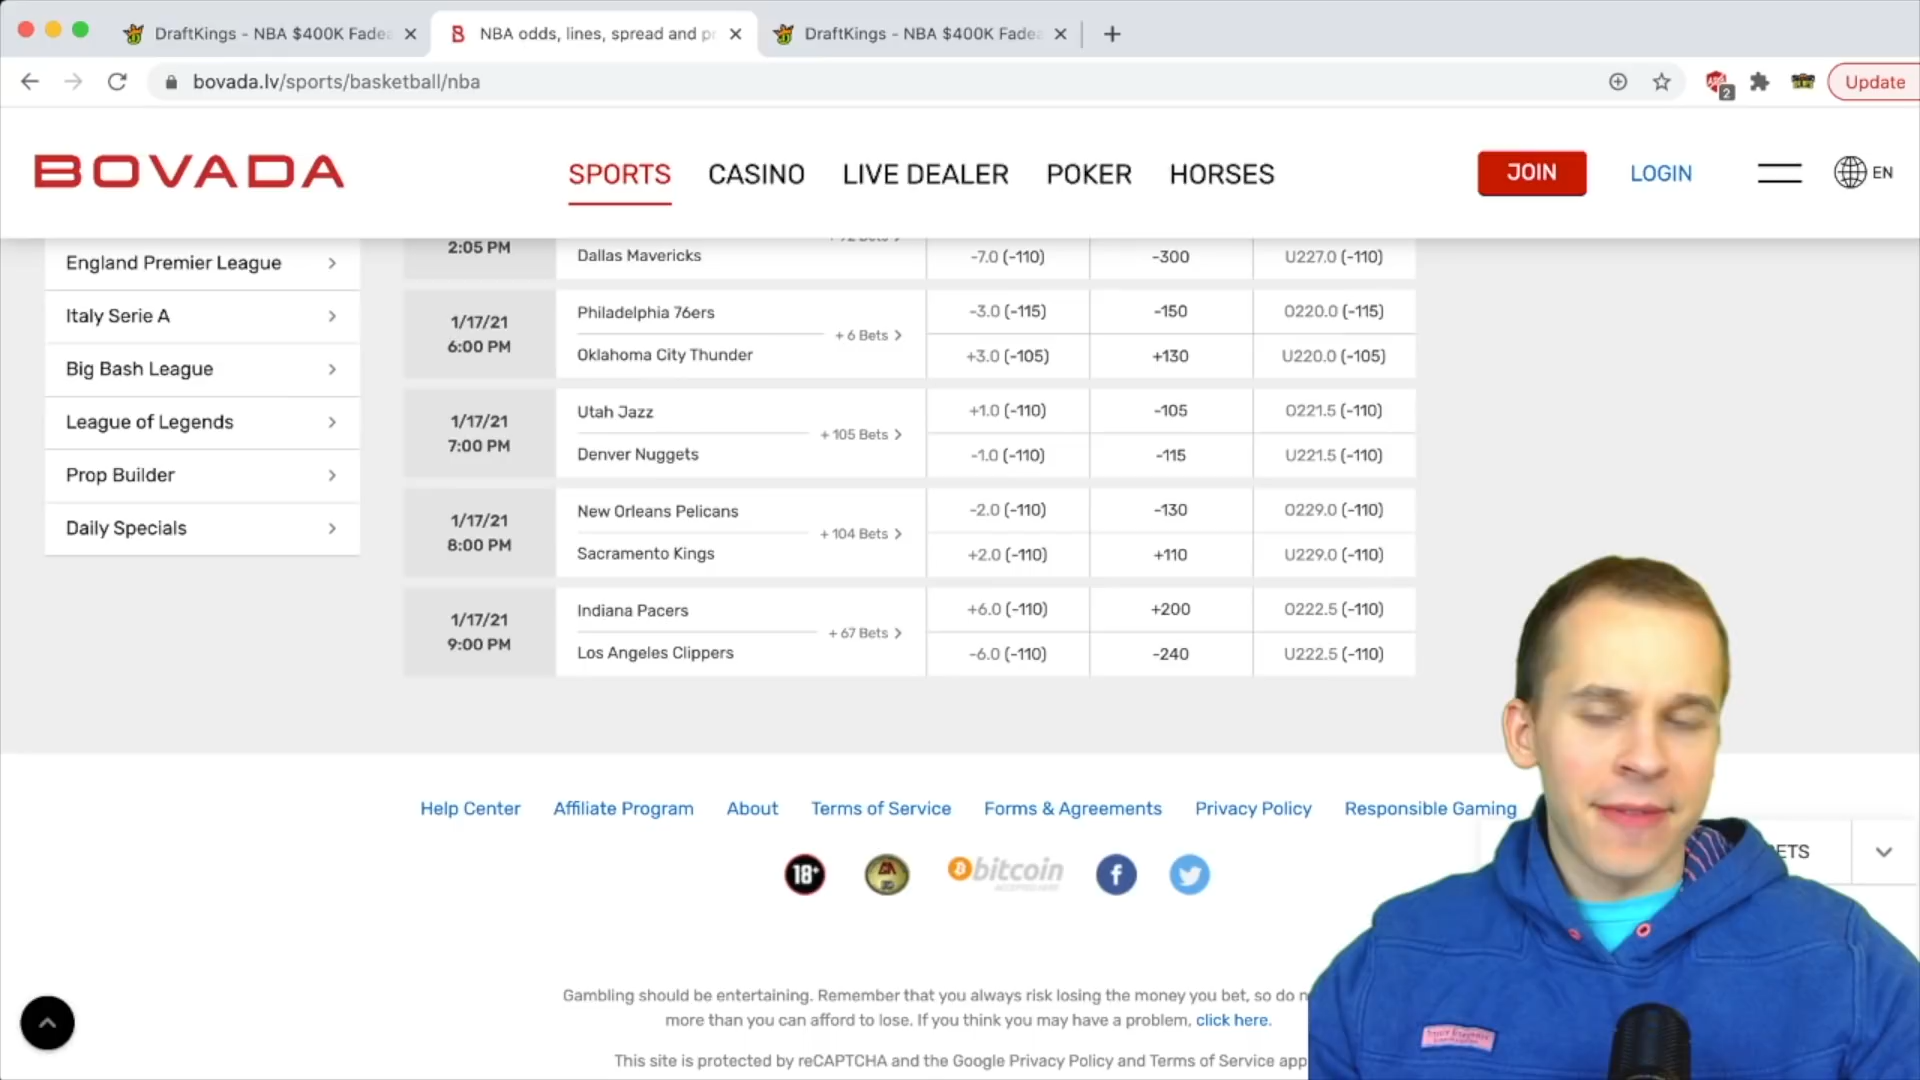 DraftKings - NBA $400K Fadea
NBA odds, lines, spread and pr
DraftKings - NBA $400K Fadea
bovada.lv/sports/basketball/nba
2
Update
BOVADA
SPORTS
CASINO
LIVE DEALER
POKER
HORSES
JOIN
LOGIN
EN
England Premier League
Italy Serie A
Big Bash League
League of Legends
Prop Builder
Daily Specials
2:05 PM
Dallas Mavericks
-7.0 (-110)
-300
U227.0 (-110)
1/17/21
6:00 PM
Philadelphia 76ers
+ 6 Bets
Oklahoma City Thunder
-3.0 (-115)
-150
O220.0 (-115)
+3.0 (-105)
+130
U220.0 (-105)
1/17/21
7:00 PM
Utah Jazz
+ 105 Bets
Denver Nuggets
+1.0 (-110)
-105
O221.5 (-110)
-1.0 (-110)
-115
U221.5 (-110)
1/17/21
8:00 PM
New Orleans Pelicans
+ 104 Bets
Sacramento Kings
-2.0 (-110)
-130
O229.0 (-110)
+2.0 (-110)
+110
U229.0 (-110)
1/17/21
9:00 PM
Indiana Pacers
+ 67 Bets
Los Angeles Clippers
+6.0 (-110)
+200
O222.5 (-110)
-6.0 (-110)
-240
U222.5 (-110)
Help Center
Affiliate Program
About
Terms of Service
Forms & Agreements
Privacy Policy
Responsible Gaming
ETS
18+
bitcoin
Gambling should be entertaining. Remember that you always risk losing the money you bet, so do n
more than you can afford to lose. If you think you may have a problem, click here.
This site is protected by reCAPTCHA and the Google Privacy Policy and Terms of Service app